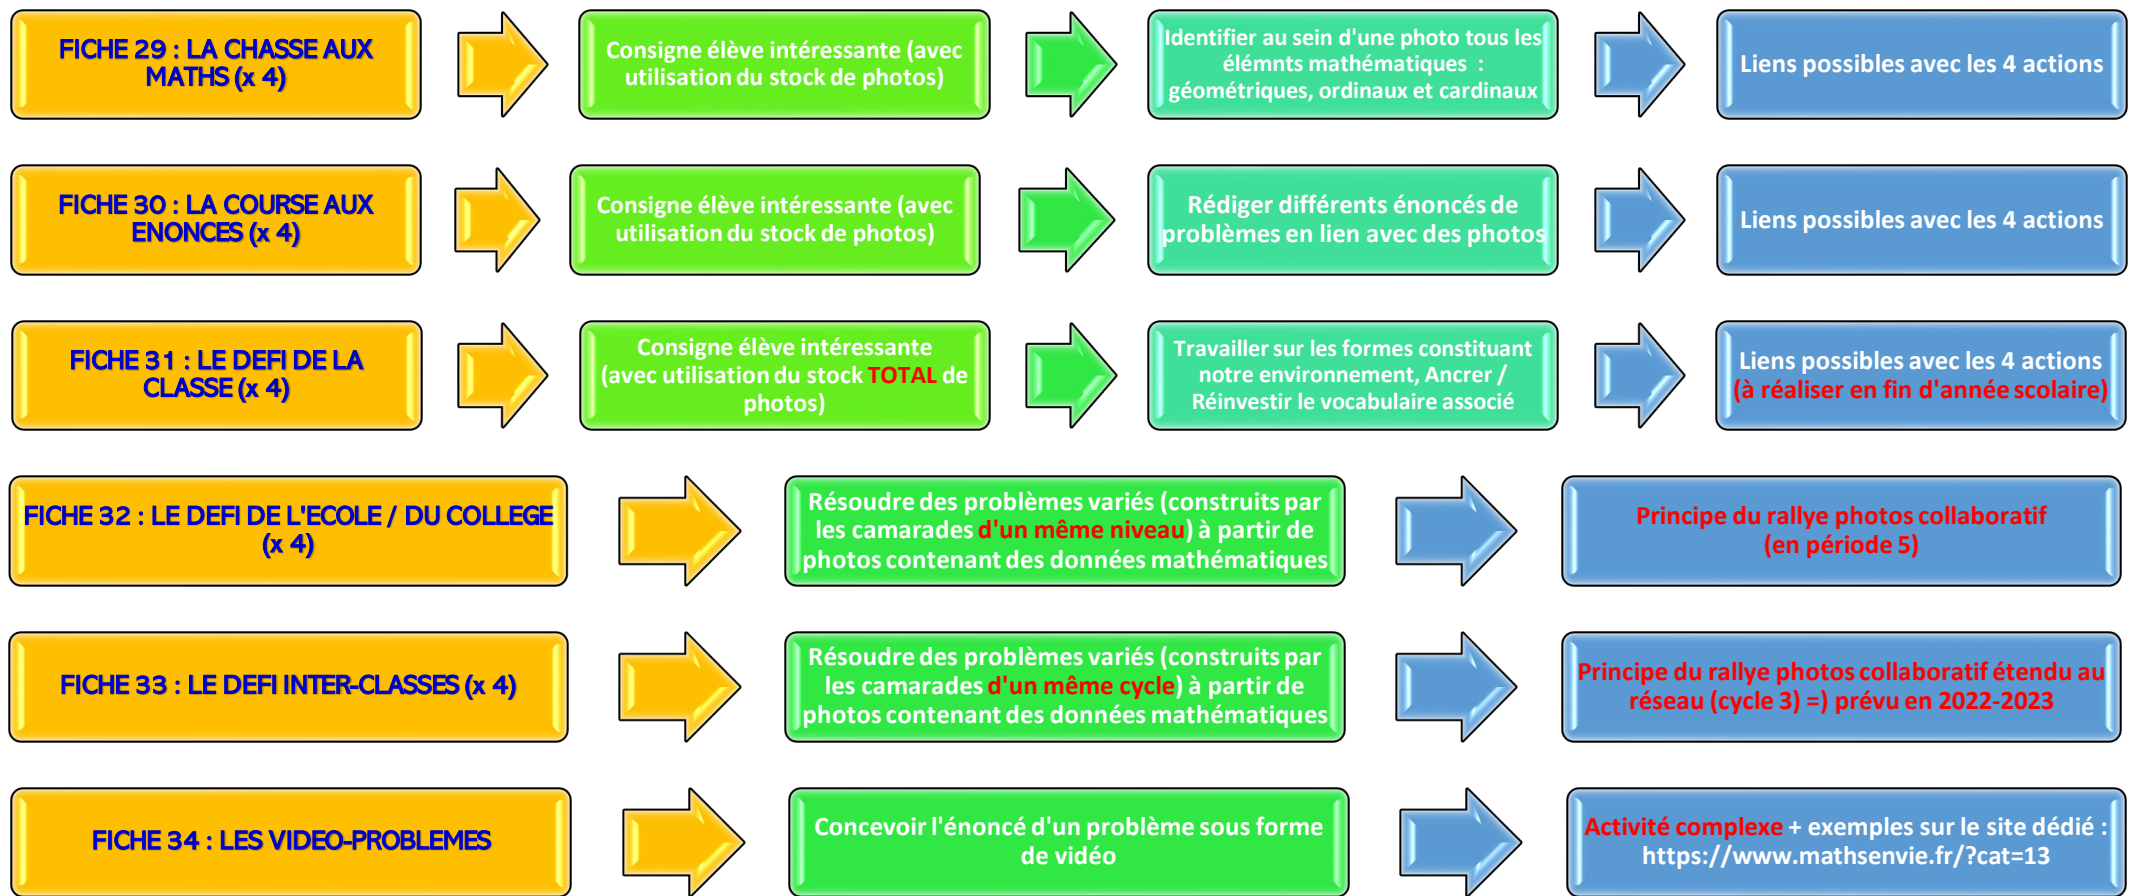 FICHE 29 : LA CHASSE AUX
MATHS (x 4)
Consigne élève intéressante (avec
utilisation du stock de photos)
Identifier au sein d'une photo tous les
élémnts mathématiques :
géométriques, ordinaux et cardinaux
Liens possibles avec les 4 actions
FICHE 30 : LA COURSE AUX
ENONCES (x 4)
Consigne élève intéressante (avec
utilisation du stock de photos)
Rédiger différents énoncés de
problèmes en lien avec des photos
Liens possibles avec les 4 actions
FICHE 31 : LE DEFI DE LA
CLASSE (x 4)
Consigne élève intéressante
(avec utilisation du stock TOTAL de
photos)
Travailler sur les formes constituant
notre environnement, Ancrer /
Réinvestir le vocabulaire associé
Liens possibles avec les 4 actions
(à réaliser en fin d'année scolaire)
FICHE 32 : LE DEFI DE L'ECOLE / DU COLLEGE
(x 4)
Résoudre des problèmes variés (construits par
les camarades d'un même niveau) à partir de
photos contenant des données mathématiques
Principe du rallye photos collaboratif
(en période 5)
FICHE 33 : LE DEFI INTER-CLASSES (x 4)
Résoudre des problèmes variés (construits par
les camarades d'un même cycle) à partir de
photos contenant des données mathématiques
Principe du rallye photos collaboratif étendu au
réseau (cycle 3) =) prévu en 2022-2023
FICHE 34 : LES VIDEO-PROBLEMES
Concevoir l'énoncé d'un problème sous forme
de vidéo
Activité complexe + exemples sur le site dédié :
https://www.mathsenvie.fr/?cat=13